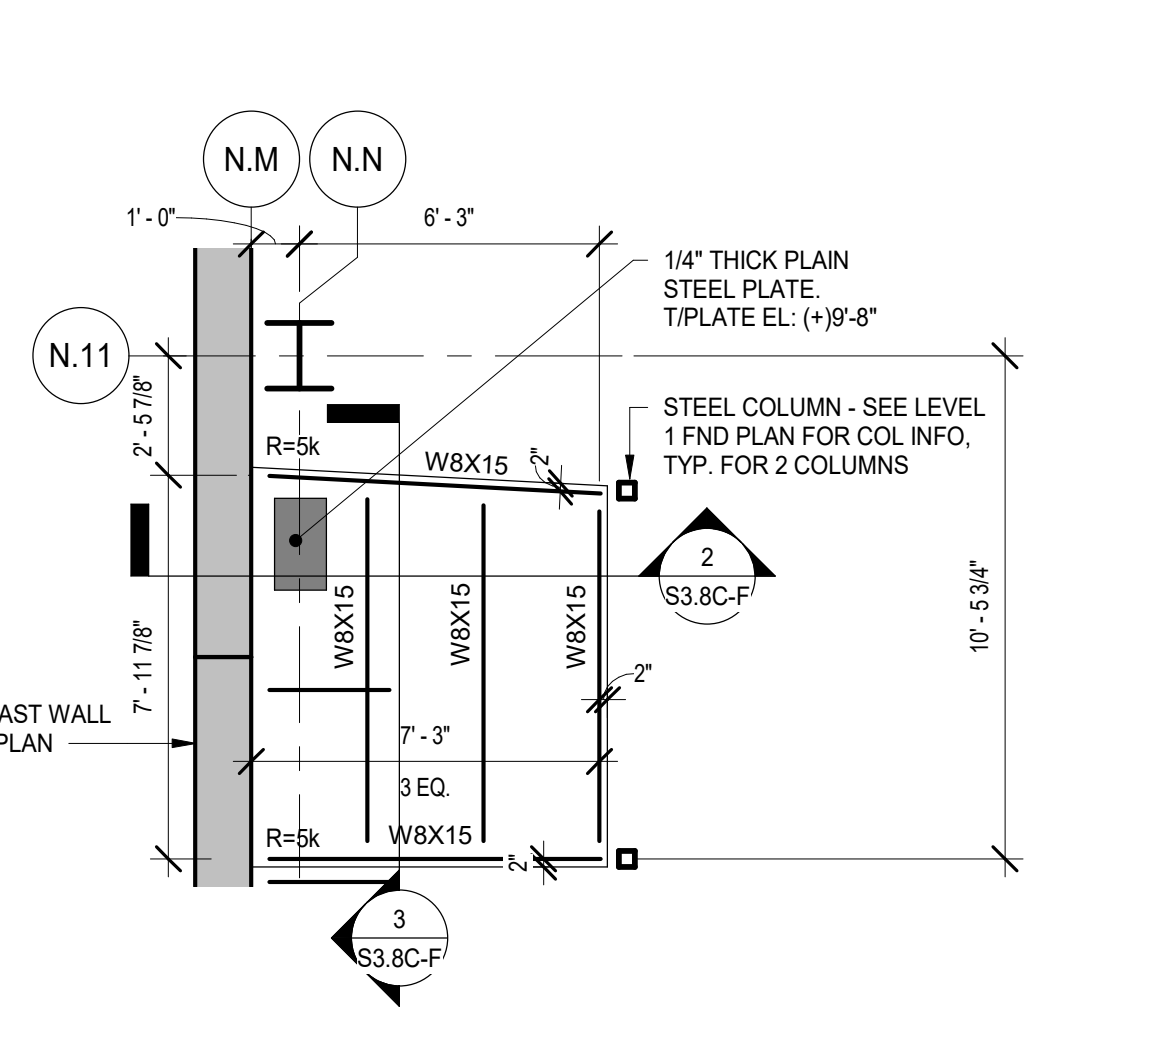 N.M
N.N
1' - 0"
6' - 3"
1/4" THICK PLAIN
STEEL PLATE.
T/PLATE EL: (+)9'-8"
N.11
2' - 5 7/8"
STEEL COLUMN - SEE LEVEL
1 FND PLAN FOR COL INFO,
TYP. FOR 2 COLUMNS
R=5k
W8X15
2"
2
S3.8C-F
W8X15
W8X15
W8X15
10' - 5 3/4"
7' - 11 7/8"
2"
AST WALL
PLAN
7' - 3"
3 EQ.
R=5k
W8X15
2"
3
S3.8C-F